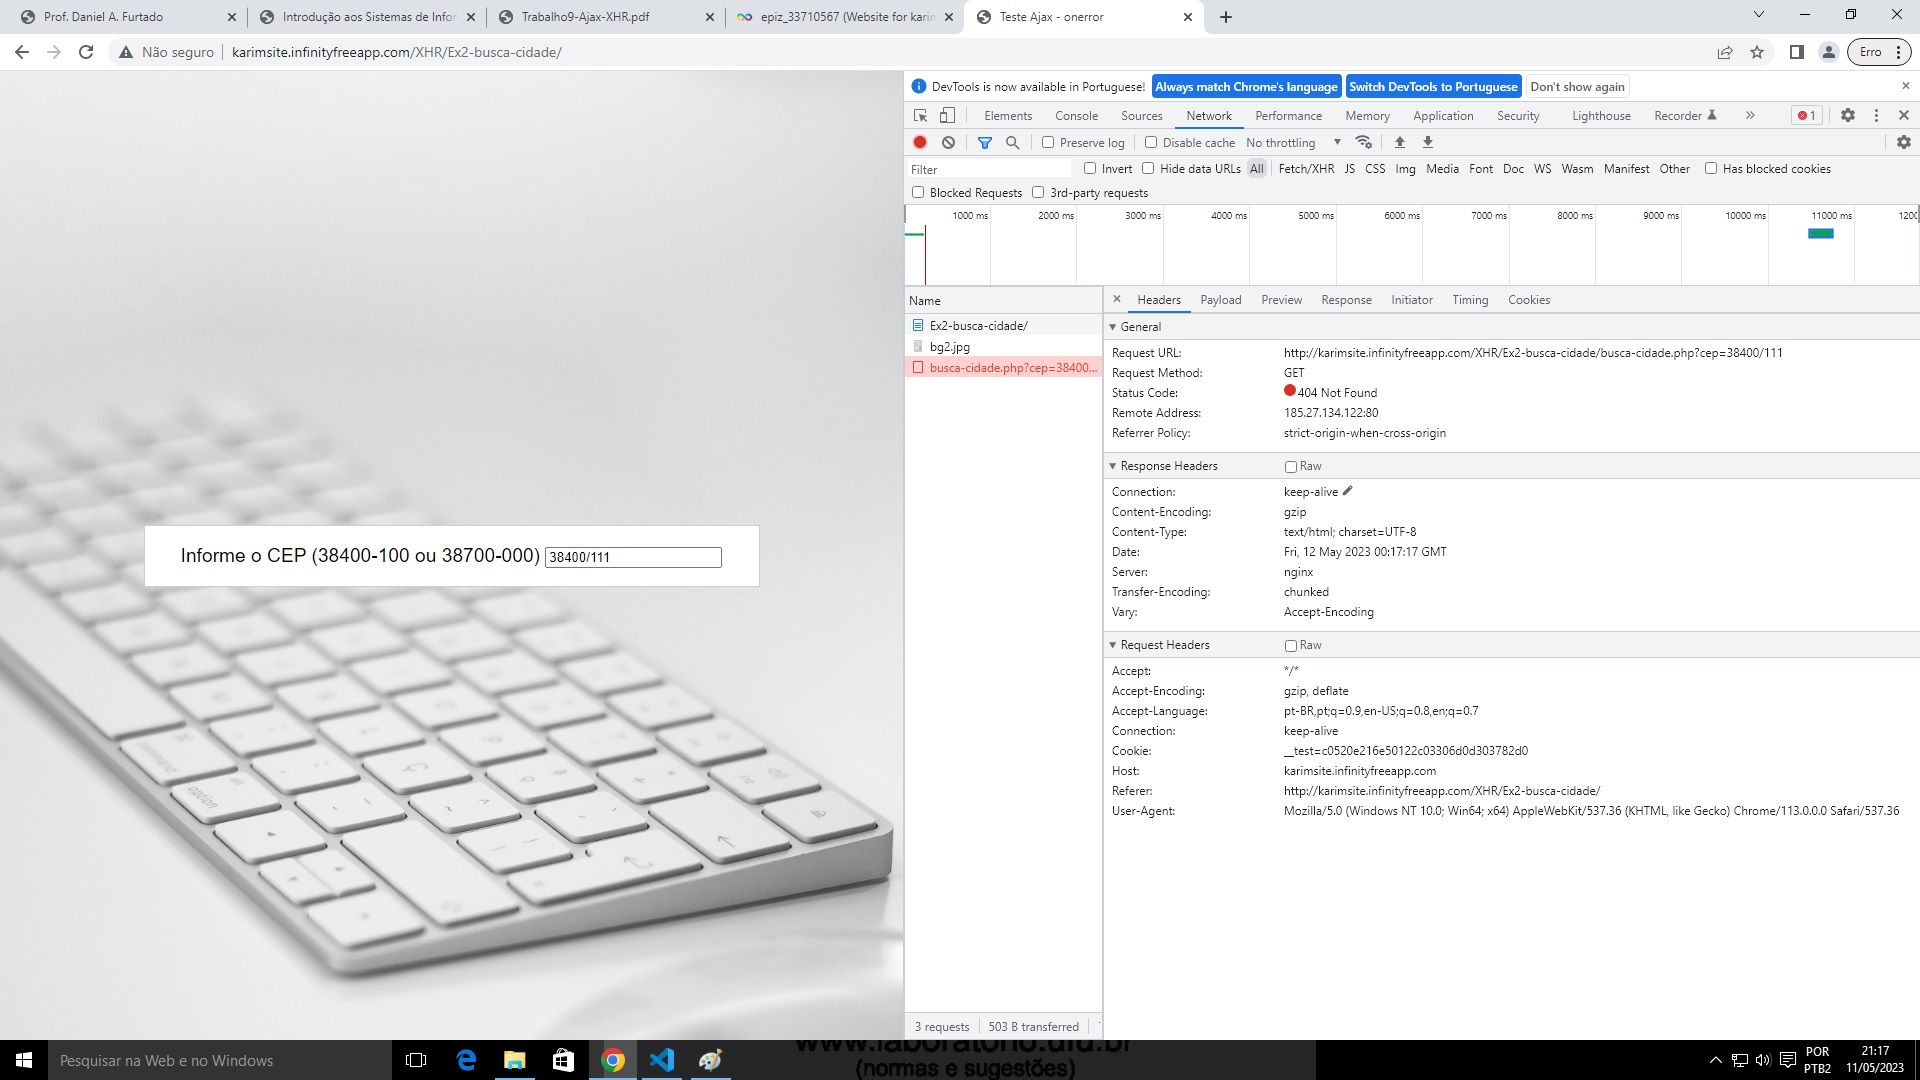 Prof. Daniel A. Furtado
Introdução aos Sistemas de Infor
Trabalho9-Ajax-XHR.pdf
epiz_33710567 (Website for karim
Teste Ajax - onerror
Não seguro
karimsite.infinityfreeapp.com/XHR/Ex2-busca-cidade/
Erro
DevTools is now available in Portuguese! Always match Chrome's language Switch DevTools to Portuguese Don't show again
Elements Console Sources Network Performance Memory Application Security Lighthouse Recorder » 1
Preserve log Disable cache No throttling
Filter Invert Hide data URLs All Fetch/XHR JS CSS Img Media Font Doc WS Wasm Manifest Other Has blocked cookies
Blocked Requests 3rd-party requests
1000 ms 2000 ms 3000 ms 4000 ms 5000 ms 6000 ms 7000 ms 8000 ms 9000 ms 10000 ms 11000 ms 1200
Name
Ex2-busca-cidade/
bg2.jpg
busca-cidade.php?cep=38400...
3 requests 503 B transferred
Headers Payload Preview Response Initiator Timing Cookies
General
Request URL: http://karimsite.infinityfreeapp.com/XHR/Ex2-busca-cidade/busca-cidade.php?cep=38400/111
Request Method: GET
Status Code: 404 Not Found
Remote Address: 185.27.134.122:80
Referrer Policy: strict-origin-when-cross-origin
Response Headers Raw
Connection: keep-alive
Content-Encoding: gzip
Content-Type: text/html; charset=UTF-8
Date: Fri, 12 May 2023 00:17:17 GMT
Server: nginx
Transfer-Encoding: chunked
Vary: Accept-Encoding
Request Headers Raw
Accept: */*
Accept-Encoding: gzip, deflate
Accept-Language: pt-BR,pt;q=0.9,en-US;q=0.8,en;q=0.7
Connection: keep-alive
Cookie: __test=c0520e216e50122c03306d0d303782d0
Host: karimsite.infinityfreeapp.com
Referer: http://karimsite.infinityfreeapp.com/XHR/Ex2-busca-cidade/
User-Agent: Mozilla/5.0 (Windows NT 10.0; Win64; x64) AppleWebKit/537.36 (KHTML, like Gecko) Chrome/113.0.0.0 Safari/537.36
Informe o CEP (38400-100 ou 38700-000) 38400/111
command
option
Pesquisar na Web e no Windows
(normas e sugestões)
POR
PTB2
21:17
11/05/2023